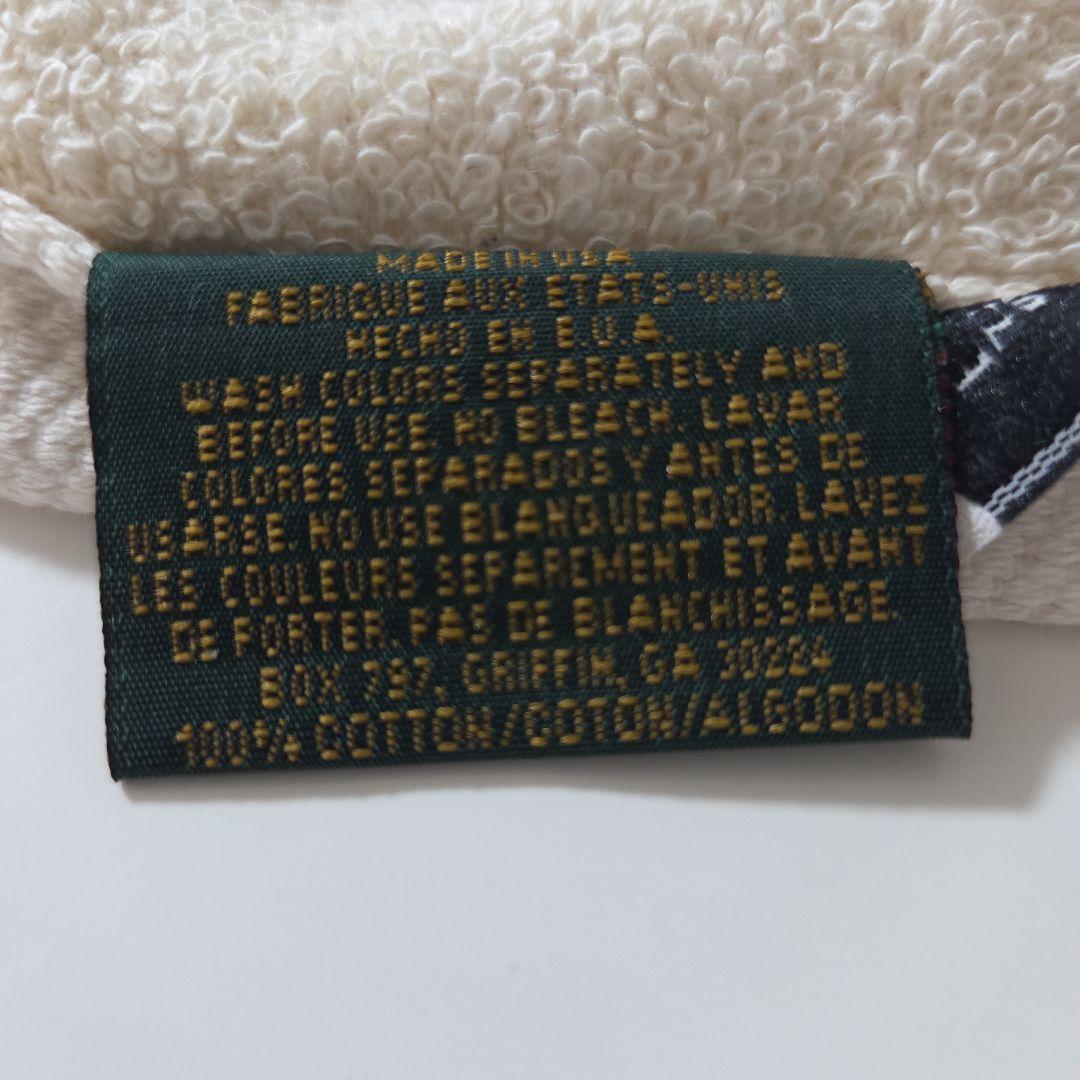 MADE IN USA
FABRIQUE AUX ETATS-UNIS
HECHO EN E.U.A.
WASH COLORS SEPARATELY AND
BEFORE USE. NO BLEACH. LAVAR
COLORES SEPARADOS Y ANTES DE
USARSE. NO USE BLANQUEADOR. LAVEZ
LES COULEURS SEPAREMENT ET AVANT
DE PORTER. PAS DE BLANCHISSAGE.
BOX 797, GRIFFIN, GA 30224
100% COTTON/COTON/ALGODON